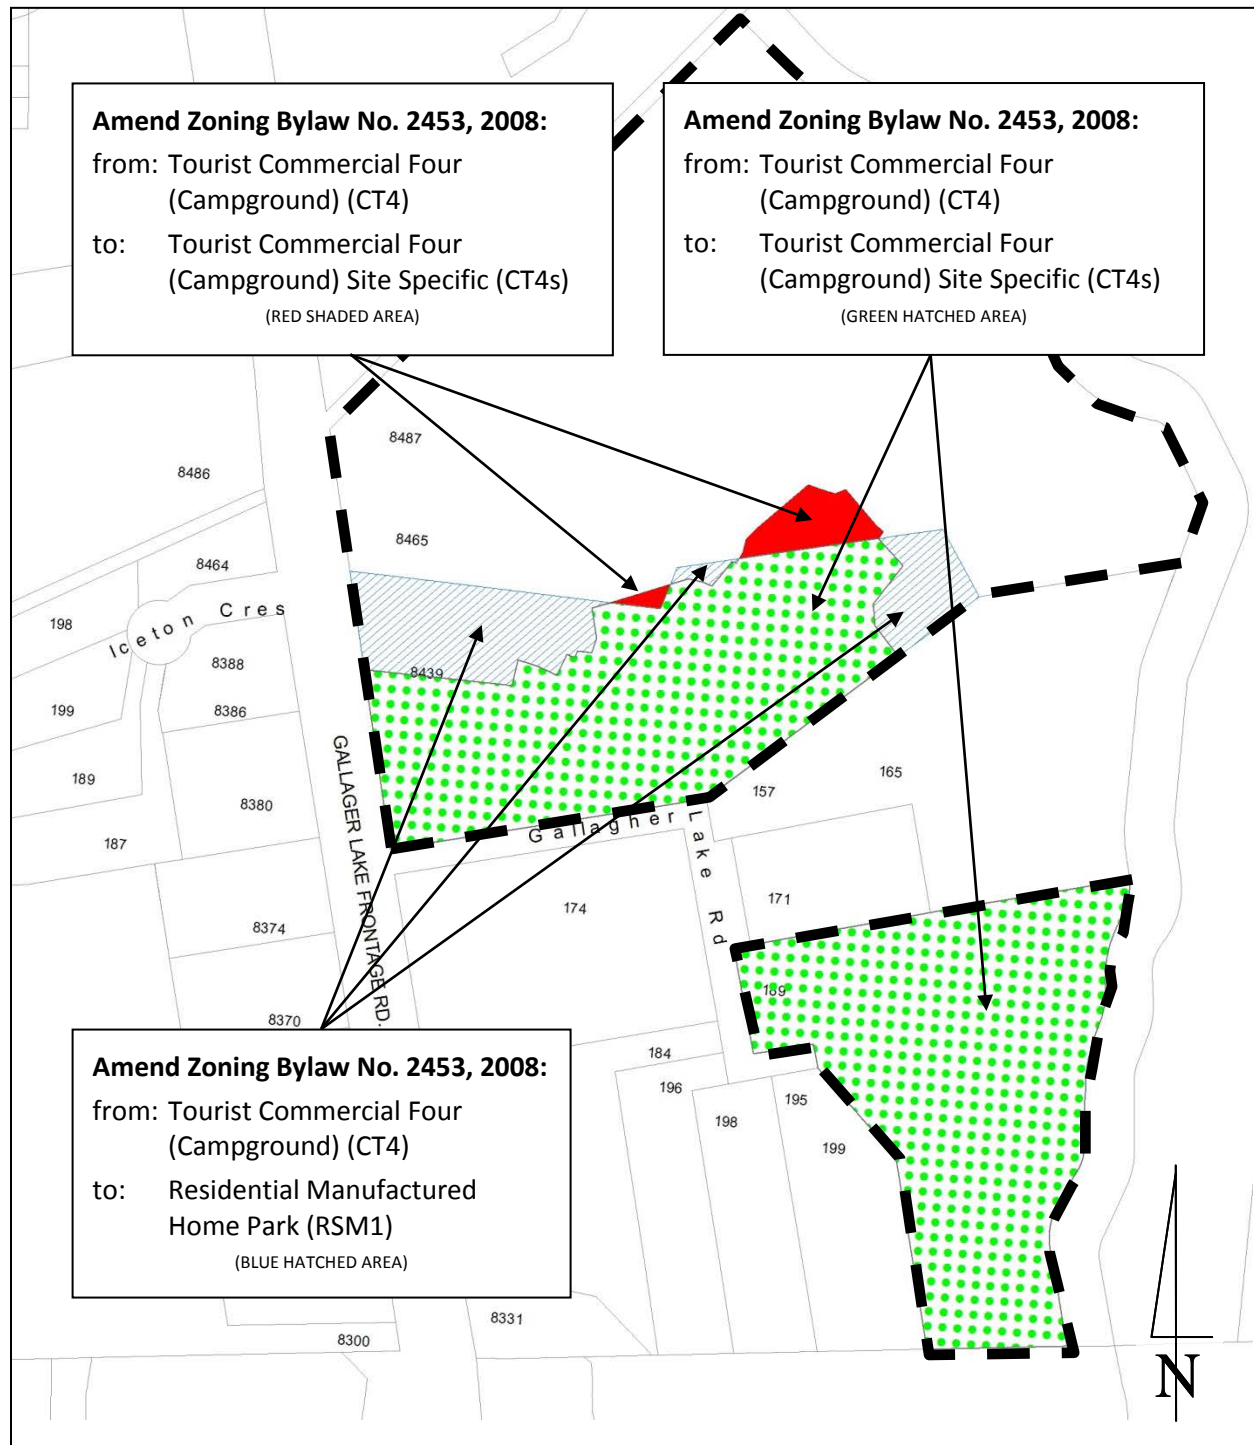 Amend Zoning Bylaw No. 2453, 2008:
from: Tourist Commercial Four
(Campground) (CT4)
to: Tourist Commercial Four
(Campground) Site Specific (CT4s)
(RED SHADED AREA)
Amend Zoning Bylaw No. 2453, 2008:
from: Tourist Commercial Four
(Campground) (CT4)
to: Tourist Commercial Four
(Campground) Site Specific (CT4s)
(GREEN HATCHED AREA)
8487
8486
8465
8464
198
Iceton Cres
8388
8439
199
8386
189
8380
187
GALLAGER LAKE FRONTAGE RD.
165
157
Gallagher
Lake Rd
174
171
8374
189
8370
184
196
195
198
199
Amend Zoning Bylaw No. 2453, 2008:
from: Tourist Commercial Four
(Campground) (CT4)
to: Residential Manufactured
Home Park (RSM1)
(BLUE HATCHED AREA)
8331
8300
N